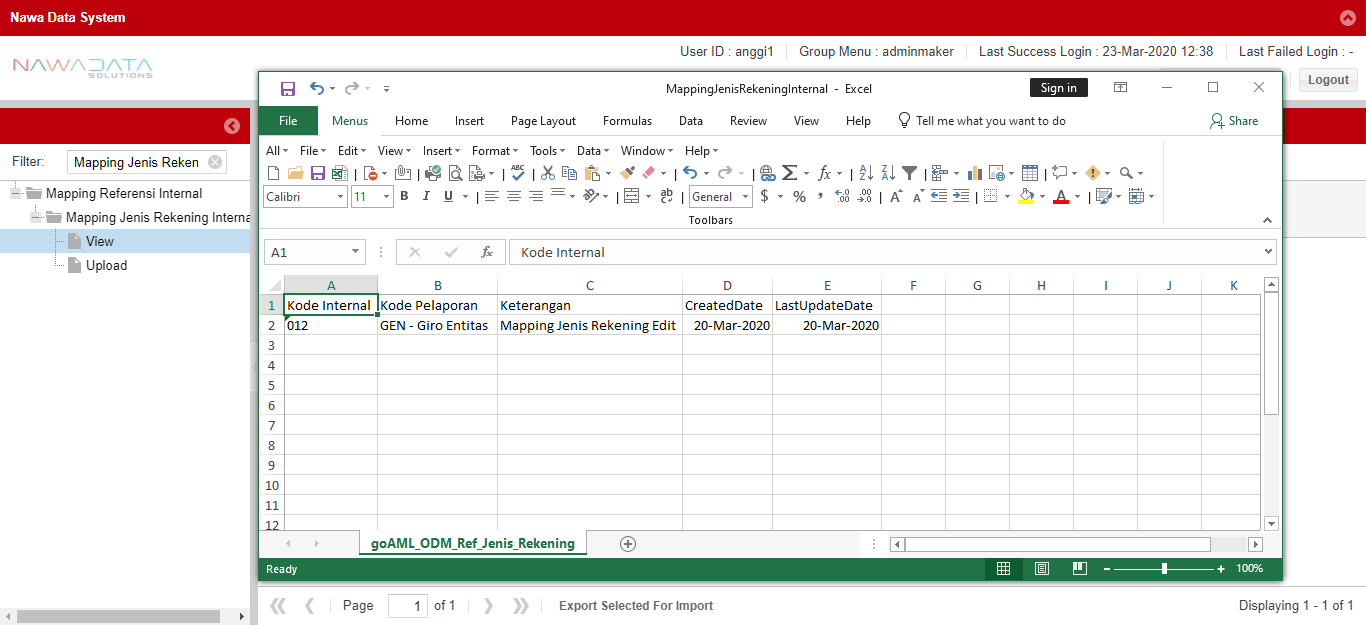 Nawa Data System
NAWADATA
SOLUTIONS
User ID : anggi1
Group Menu : adminmaker
Last Success Login : 23-Mar-2020 12:38
Last Failed Login : -
Logout
Filter:
Mapping Jenis Reken
Mapping Referensi Internal
Mapping Jenis Rekening Interna
View
Upload
MappingJenisRekeningInternal - Excel
Sign in
File Menus Home Insert Page Layout Formulas Data Review View Help Tell me what you want to do Share
All File Edit View Insert Format Tools Data Window Help
Calibri 11 B I U General $ % ,
Toolbars
A1 fx Kode Internal
A B C D E F G H I J K
1 Kode Internal Kode Pelaporan Keterangan CreatedDate LastUpdateDate
2 012 GEN - Giro Entitas Mapping Jenis Rekening Edit 20-Mar-2020 20-Mar-2020
3
4
5
6
7
8
9
10
11
12
goAML_ODM_Ref_Jenis_Rekening
Ready
100%
Page 1 of 1
Export Selected For Import
Displaying 1 - 1 of 1